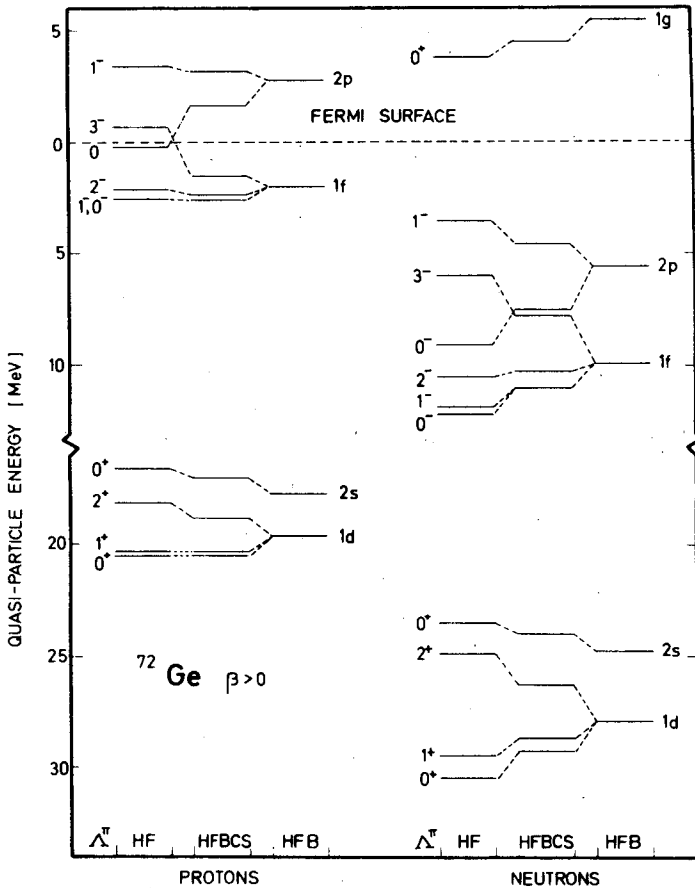 5
0
5
10
20
25
30
QUASI-PARTICLE ENERGY [MeV]
1⁻
3⁻
0
2⁻
1⁻,0⁻
2p
1f
FERMI SURFACE
0⁺
1g
1⁻
3⁻
0⁻
2⁻
1⁻
0⁻
2p
1f
0⁺
2⁺
1⁺
0⁺
2s
1d
0⁺
2⁺
1+
0⁺
2s
1d
⁷²Ge β>0
Λ^π HF HFBCS HFB
Λ^π HF HFBCS HFB
PROTONS
NEUTRONS